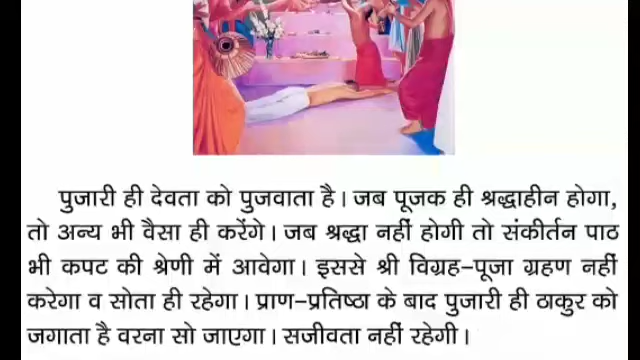 पुजारी ही देवता को पुजवाता है। जब पूजक ही श्रद्धाहीन होगा,
तो अन्य भी वैसा ही करेंगे। जब श्रद्धा नहीं होगी तो संकीर्तन पाठ
भी कपट की श्रेणी में आवेगा। इससे श्री विग्रह-पूजा ग्रहण नहीं
करेगा व सोता ही रहेगा। प्राण-प्रतिष्ठा के बाद पुजारी ही ठाकुर को
जगाता है वरना सो जाएगा। सजीवता नहीं रहेगी।